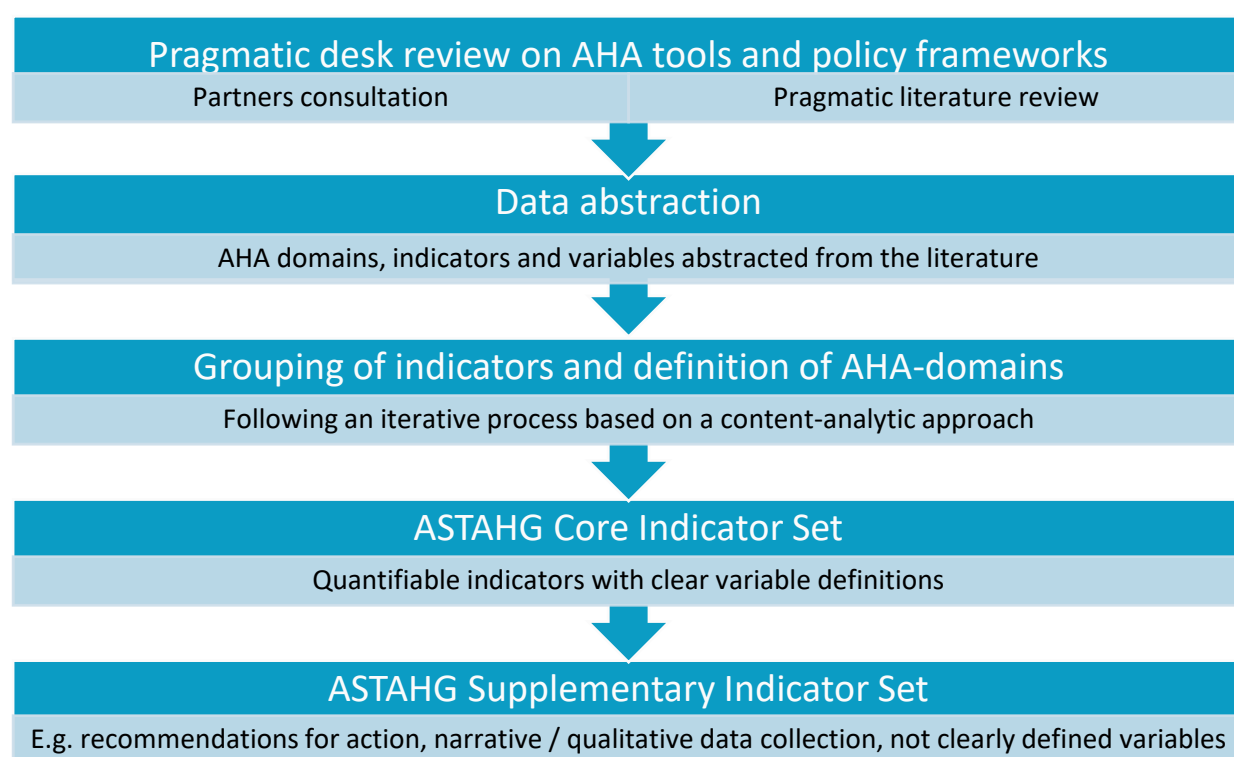 Pragmatic desk review on AHA tools and policy frameworks
Partners consultation
Pragmatic literature review
Data abstraction
AHA domains, indicators and variables abstracted from the literature
Grouping of indicators and definition of AHA-domains
Following an iterative process based on a content-analytic approach
ASTAHG Core Indicator Set
Quantifiable indicators with clear variable definitions
ASTAHG Supplementary Indicator Set
E.g. recommendations for action, narrative / qualitative data collection, not clearly defined variables